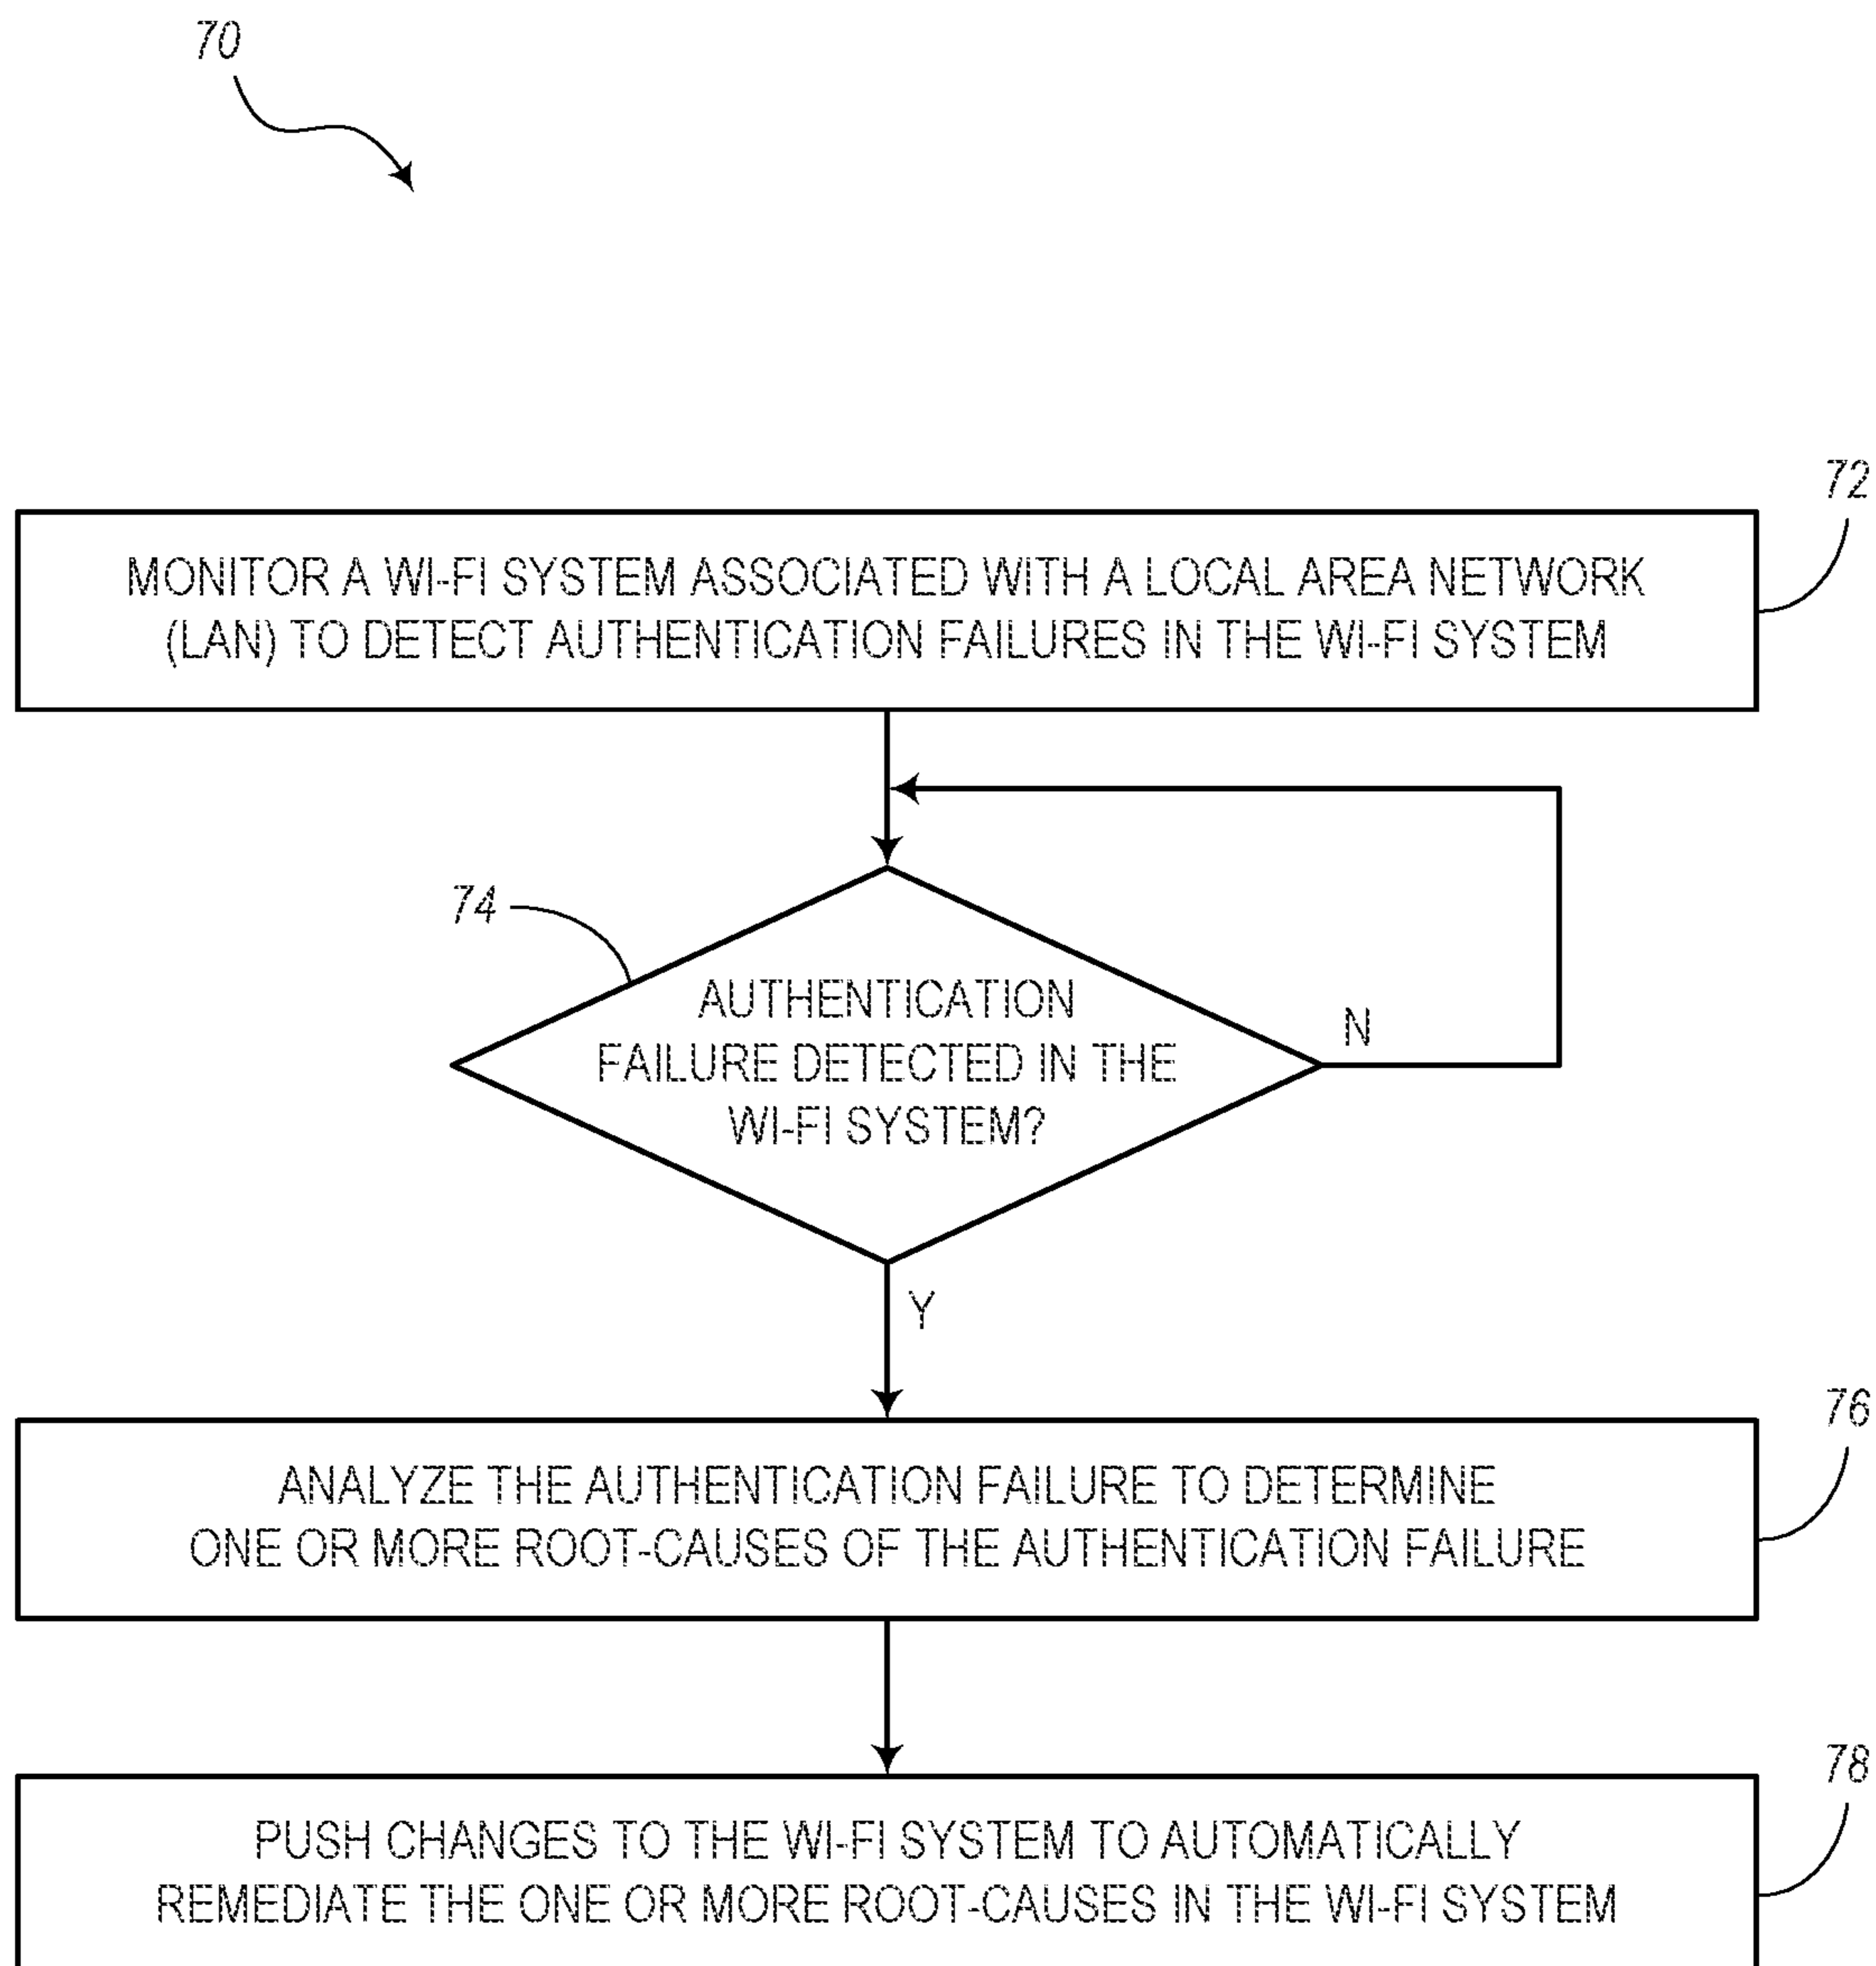 70
72
MONITOR A WI-FI SYSTEM ASSOCIATED WITH A LOCAL AREA NETWORK
(LAN) TO DETECT AUTHENTICATION FAILURES IN THE WI-FI SYSTEM
74
AUTHENTICATION
FAILURE DETECTED IN THE
WI-FI SYSTEM?
N
Y
76
ANALYZE THE AUTHENTICATION FAILURE TO DETERMINE
ONE OR MORE ROOT-CAUSES OF THE AUTHENTICATION FAILURE
78
PUSH CHANGES TO THE WI-FI SYSTEM TO AUTOMATICALLY
REMEDIATE THE ONE OR MORE ROOT-CAUSES IN THE WI-FI SYSTEM